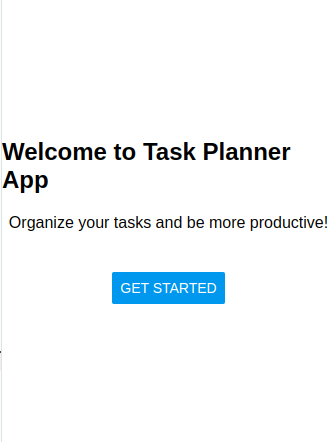 Welcome to Task Planner
App
Organize your tasks and be more productive!
GET STARTED